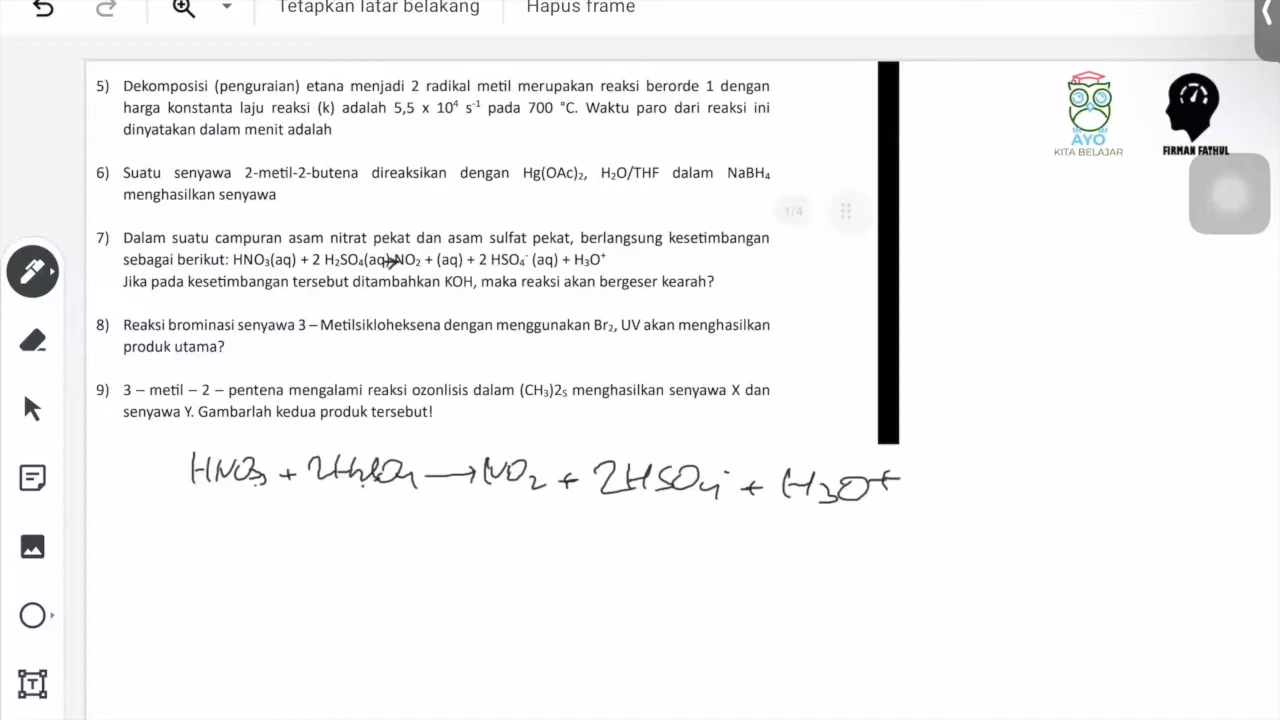 Tetapkan latar belakang Hapus frame
5) Dekomposisi (penguraian) etana menjadi 2 radikal metil merupakan reaksi berorde 1 dengan
harga konstanta laju reaksi (k) adalah 5,5 x 10⁴ s⁻¹ pada 700 °C. Waktu paro dari reaksi ini
dinyatakan dalam menit adalah
6) Suatu senyawa 2-metil-2-butena direaksikan dengan Hg(OAc)₂, H₂O/THF dalam NaBH₄
menghasilkan senyawa
7) Dalam suatu campuran asam nitrat pekat dan asam sulfat pekat, berlangsung kesetimbangan
sebagai berikut: HNO₃(aq) + 2 H₂SO₄(aq)→NO₂ + (aq) + 2 HSO₄⁻ (aq) + H₃O⁺
Jika pada kesetimbangan tersebut ditambahkan KOH, maka reaksi akan bergeser kearah?
8) Reaksi brominasi senyawa 3 – Metilsikloheksena dengan menggunakan Br₂, UV akan menghasilkan
produk utama?
9) 3 – metil – 2 – pentena mengalami reaksi ozonlisis dalam (CH₃)2₅ menghasilkan senyawa X dan
senyawa Y. Gambarlah kedua produk tersebut!
HNO₃ + 2H₂SO₄ → NO₂ + 2HSO₄⁻ + H₃O⁺
1/4
AYO
KITA BELAJAR
FIRMAN FATHUL
T